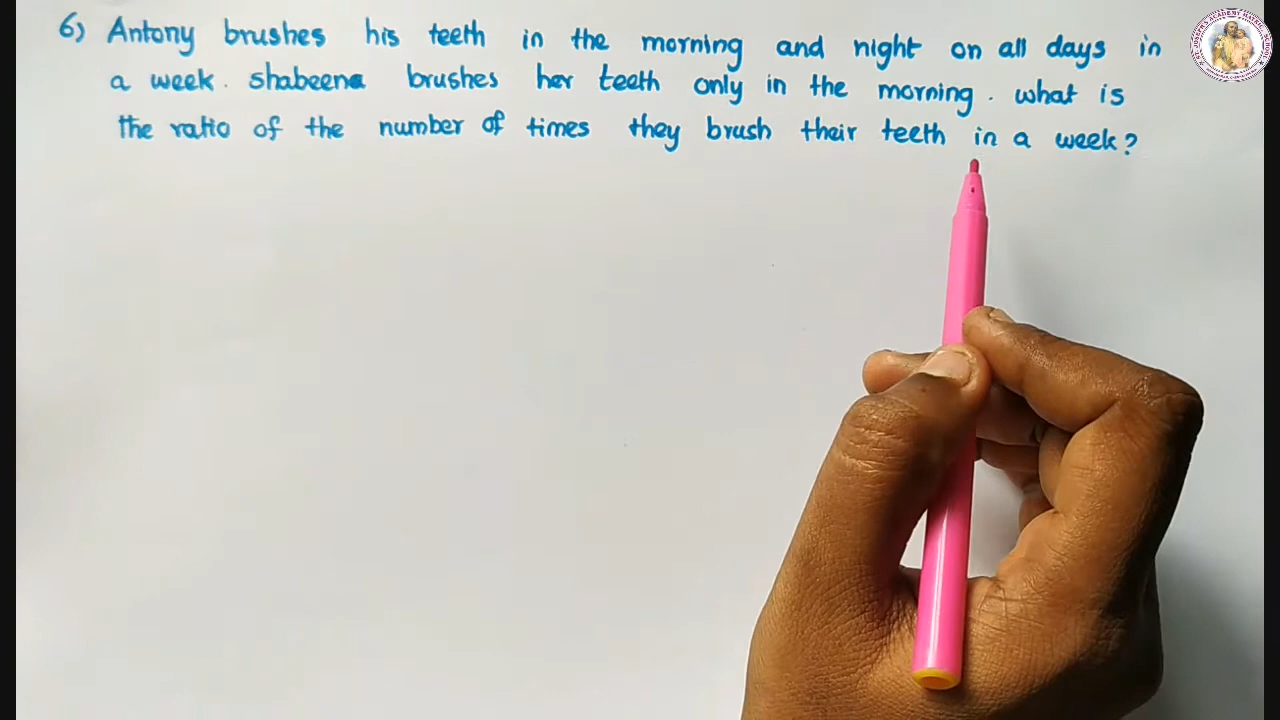 6) Antony brushes his teeth in the morning and night on all days in
a week. shabeena brushes her teeth only in the morning. what is
the ratio of the number of times they brush their teeth in a week?